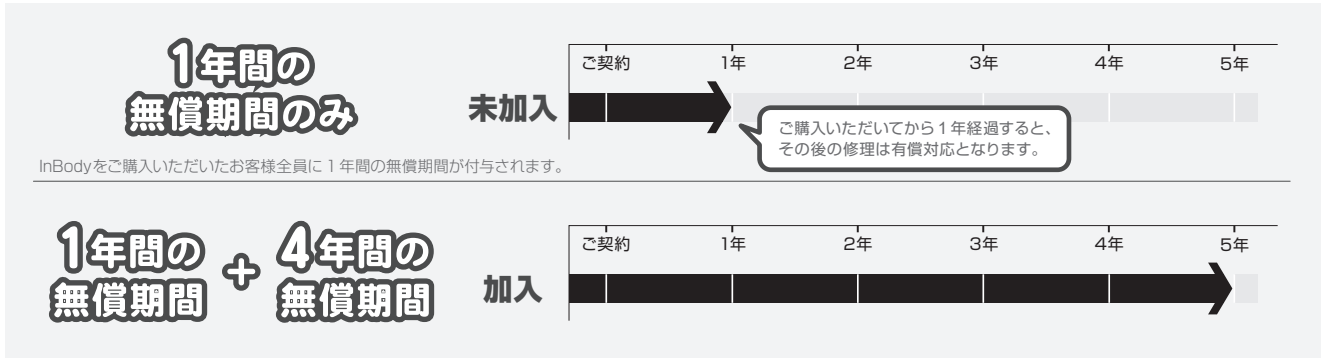 1年間の
無償期間のみ
未加入
ご契約 1年 2年 3年 4年 5年
ご購入いただいてから1年経過すると、
その後の修理は有償対応となります。
InBodyをご購入いただいたお客様全員に1年間の無償期間が付与されます。
1年間の
無償期間
+
4年間の
無償期間
加入
ご契約 1年 2年 3年 4年 5年